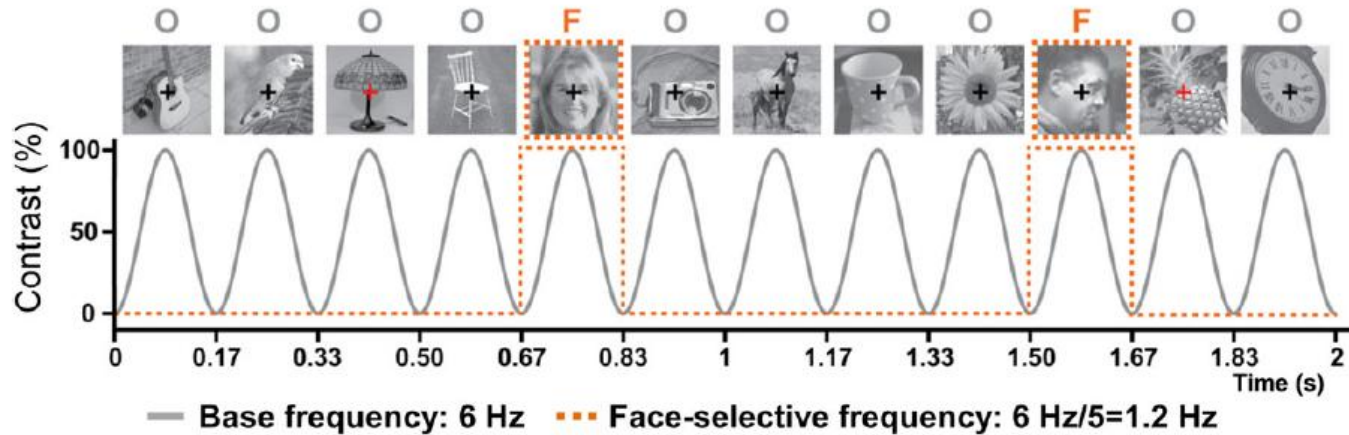 O O O O F O O O O F O O
Contrast (%)
100
50
0
0 0.17 0.33 0.50 0.67 0.83 1 1.17 1.33 1.50 1.67 1.83 2
Time (s)
Base frequency: 6 Hz Face-selective frequency: 6 Hz/5=1.2 Hz